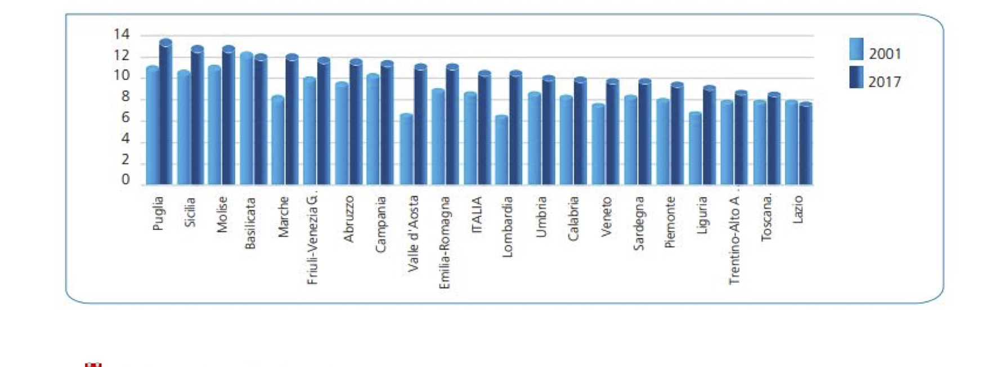 14
12
10
8
6
4
2
0
2001
2017
Puglia
Sicilia
Molise
Basilicata
Marche
Friuli-Venezia G.
Abruzzo
Campania
Valle d'Aosta
Emilia-Romagna
ITALIA
Lombardia
Umbria
Calabria
Veneto
Sardegna
Piemonte
Liguria
Trentino-Alto A .
Toscana.
Lazio